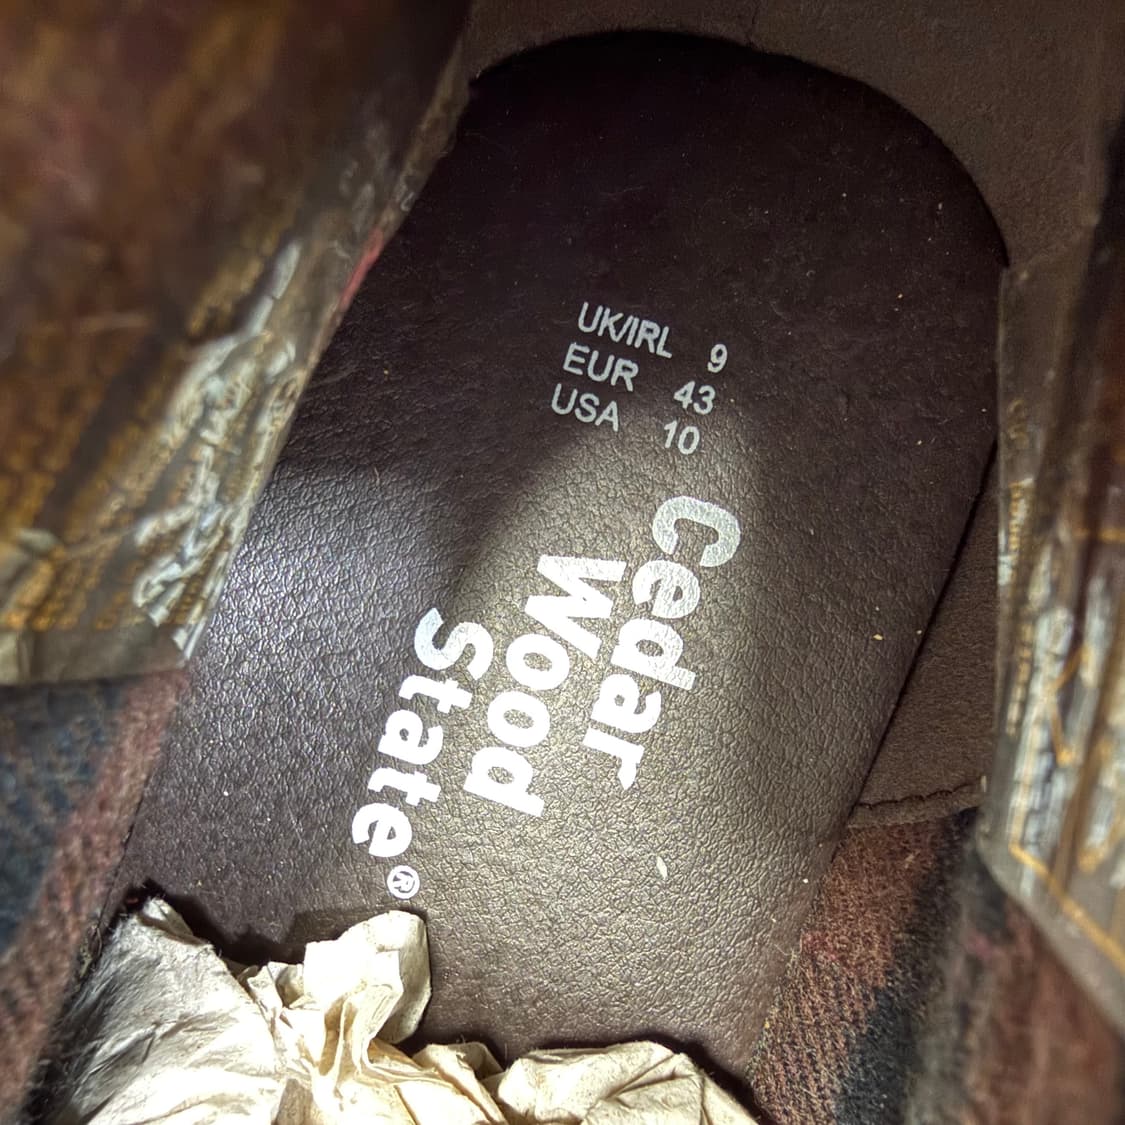 UK/IRL 9
EUR 43
USA 10
Cedar
Wood
State®